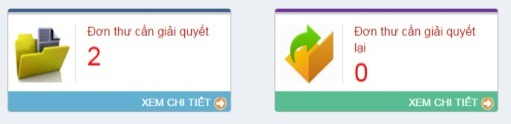 Đơn thư cần giải quyết
2
XEM CHI TIẾT
Đơn thư cần giải quyết
lại
0
XEM CHI TIẾT